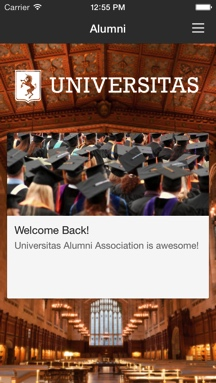 Carrier 12:55 PM
Alumni
UNIVERSITAS
Welcome Back!
Universitas Alumni Association is awesome!